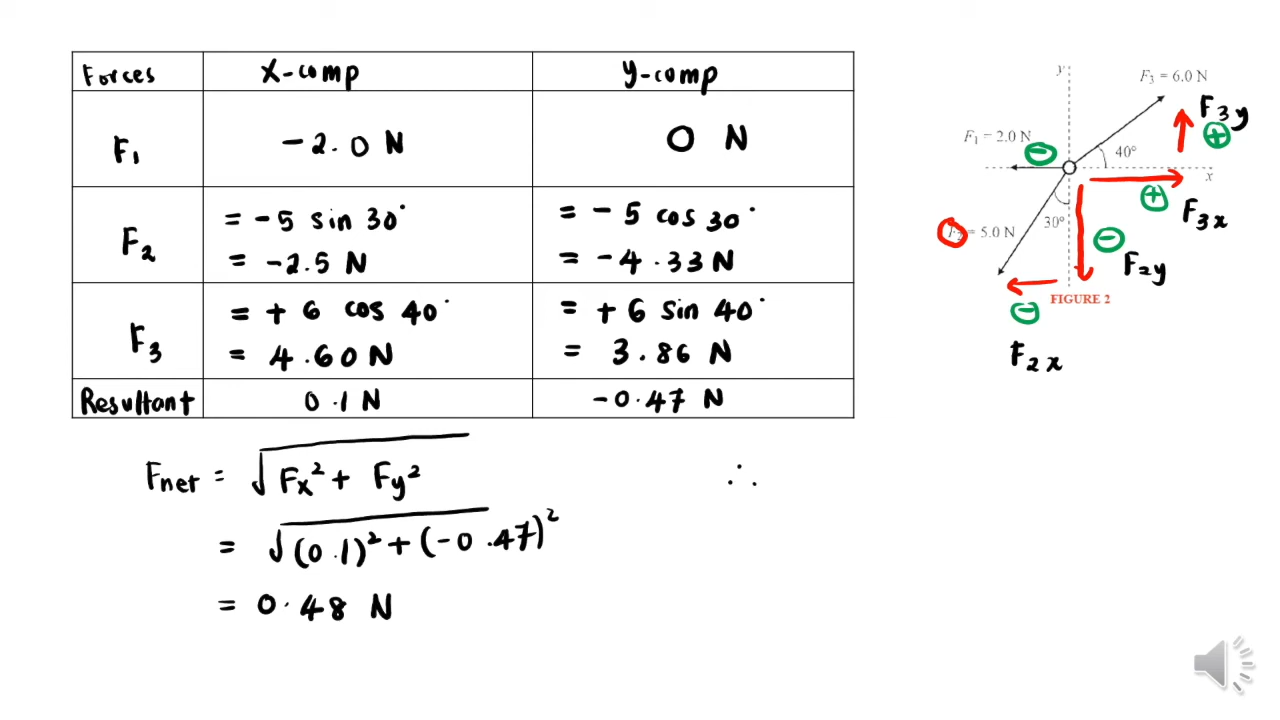 Forces X-comp Y-comp
F₁ -2.0 N 0 N
F₂ = -5 sin 30° = -5 cos 30°
= -2.5 N = -4.33N
F₃ = + 6 cos 40° = + 6 sin 40°
= 4.60 N = 3.86 N
Resultant 0.1 N -0.47 N
Fnet = √(Fx² + Fy²)
= √((0.1)² + (-0.47)²)
= 0.48 N
∴
y
F₃ = 6.0 N
F₃y
+
F₁ = 2.0 N
-
40°
x
+
F₃x
30°
= 5.0 N
-
F₂y
FIGURE 2
-
F₂x